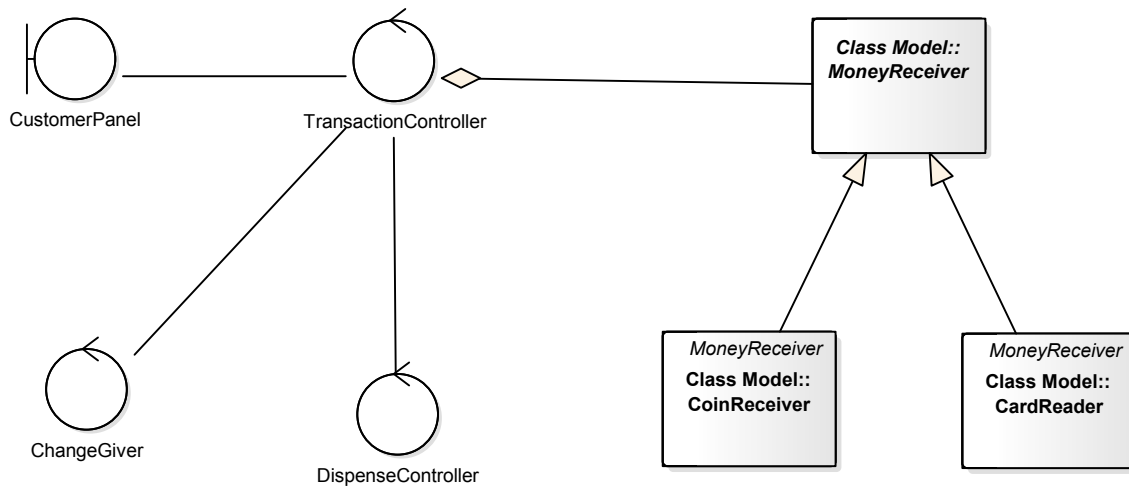 Class Model::
MoneyReceiver
CustomerPanel
TransactionController
MoneyReceiver
Class Model::
CoinReceiver
MoneyReceiver
Class Model::
CardReader
ChangeGiver
DispenseController